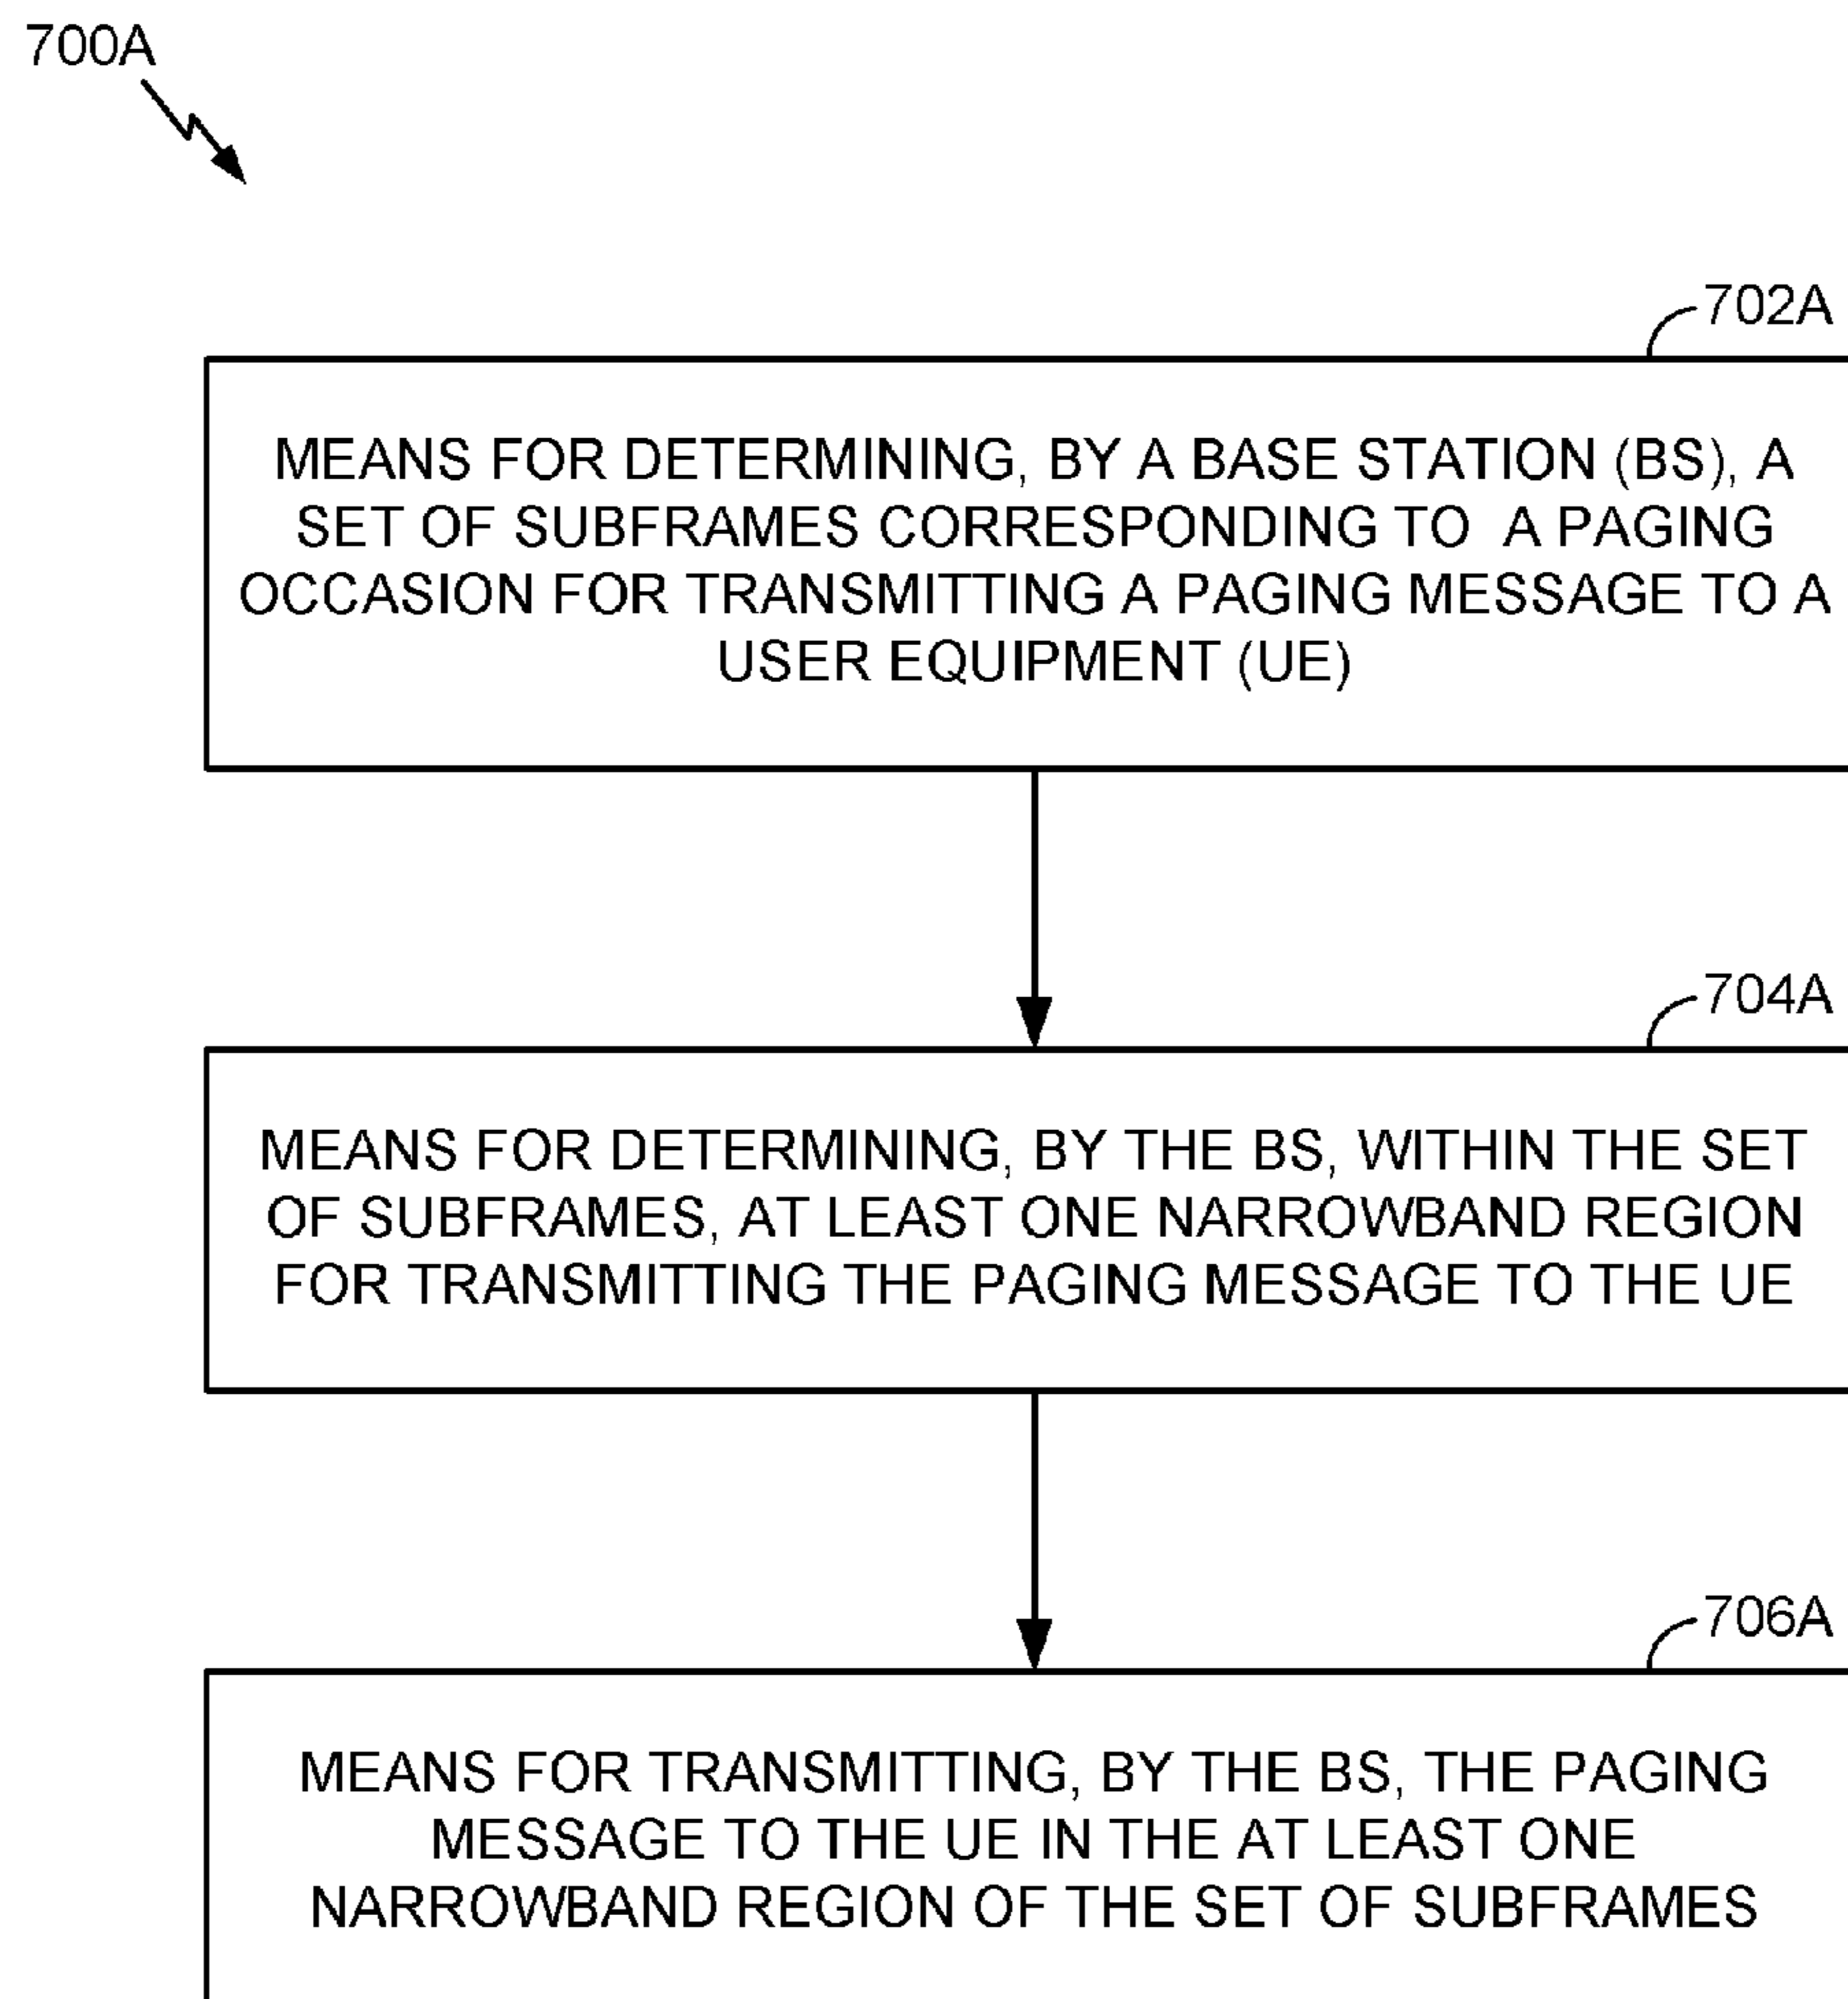 700A
702A
MEANS FOR DETERMINING, BY A BASE STATION (BS), A
SET OF SUBFRAMES CORRESPONDING TO A PAGING
OCCASION FOR TRANSMITTING A PAGING MESSAGE TO A
USER EQUIPMENT (UE)
704A
MEANS FOR DETERMINING, BY THE BS, WITHIN THE SET
OF SUBFRAMES, AT LEAST ONE NARROWBAND REGION
FOR TRANSMITTING THE PAGING MESSAGE TO THE UE
706A
MEANS FOR TRANSMITTING, BY THE BS, THE PAGING
MESSAGE TO THE UE IN THE AT LEAST ONE
NARROWBAND REGION OF THE SET OF SUBFRAMES